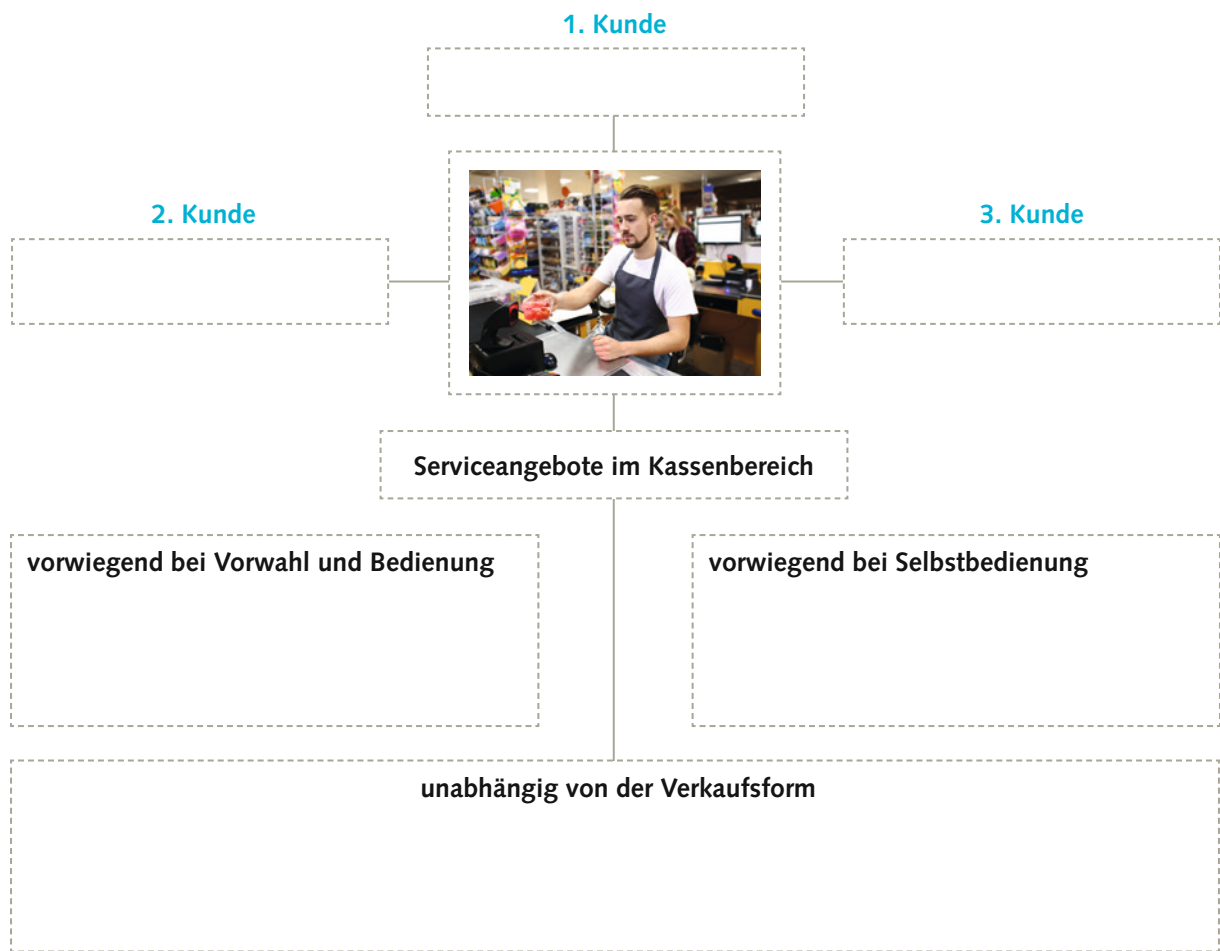 1. Kunde
2. Kunde
3. Kunde
Serviceangebote im Kassenbereich
vorwiegend bei Vorwahl und Bedienung
vorwiegend bei Selbstbedienung
unabhängig von der Verkaufsform